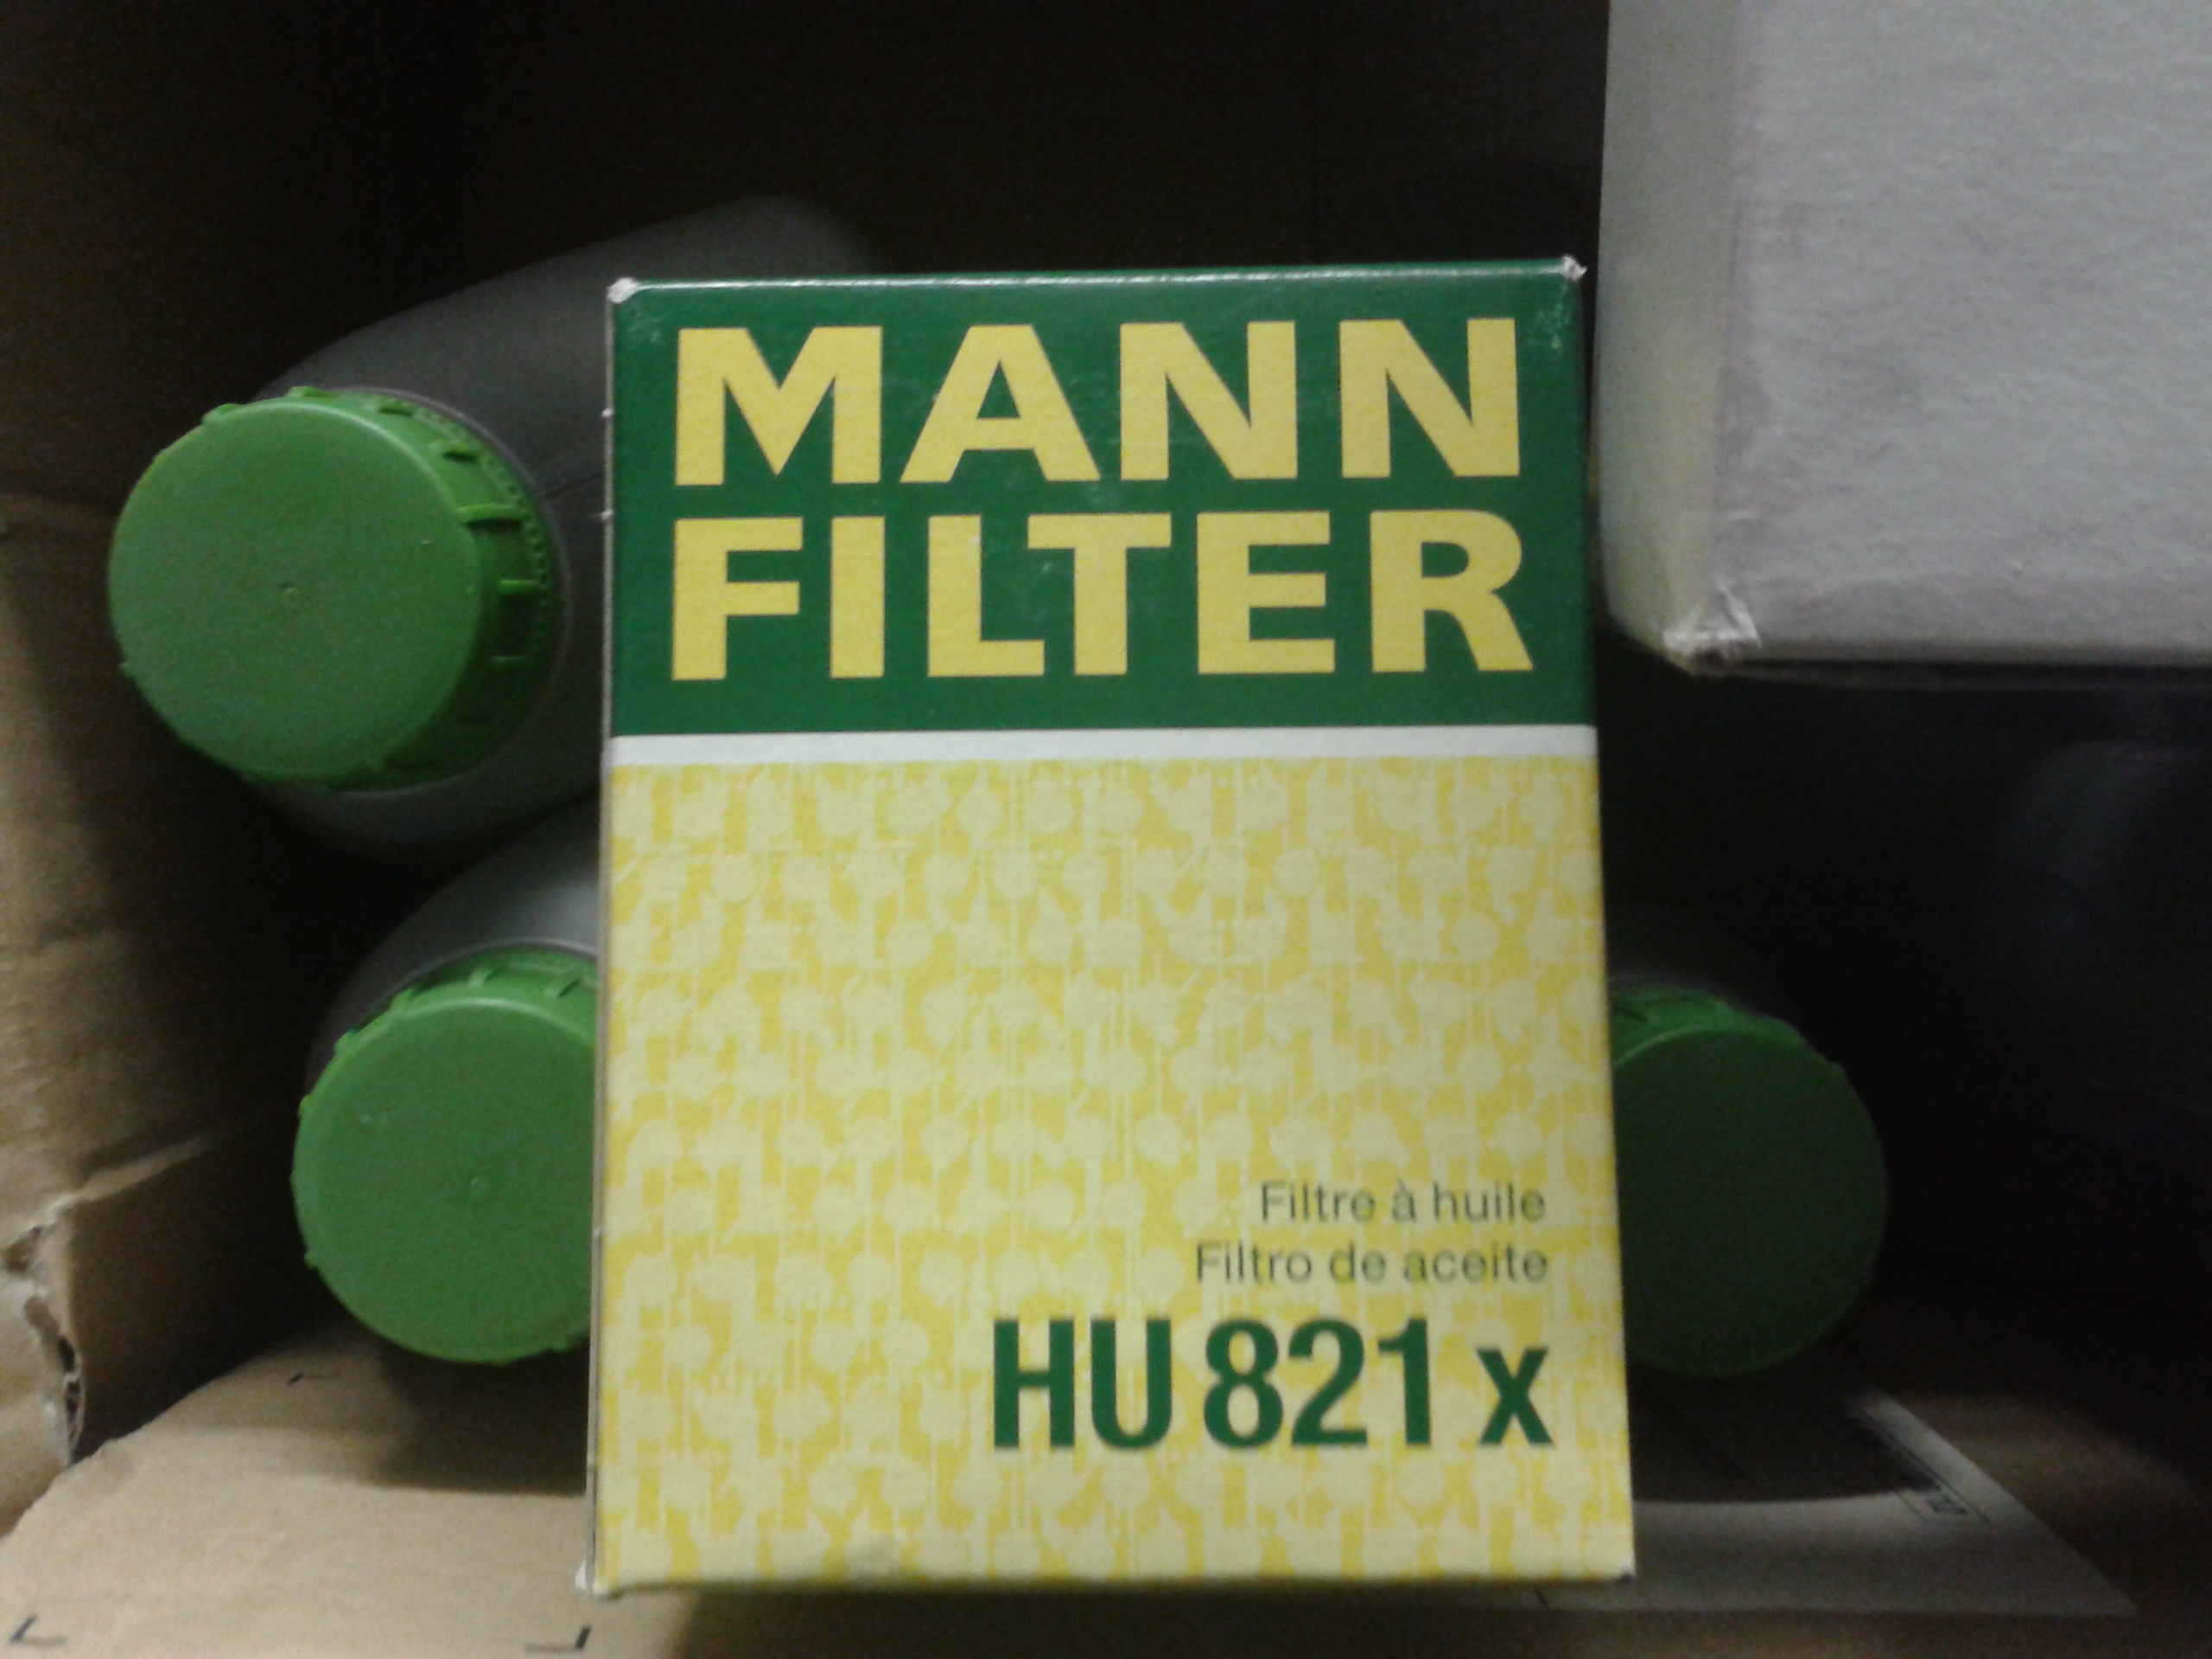 MANN
FILTER
Filtre à huile
Filtro de aceite
HU 821 x